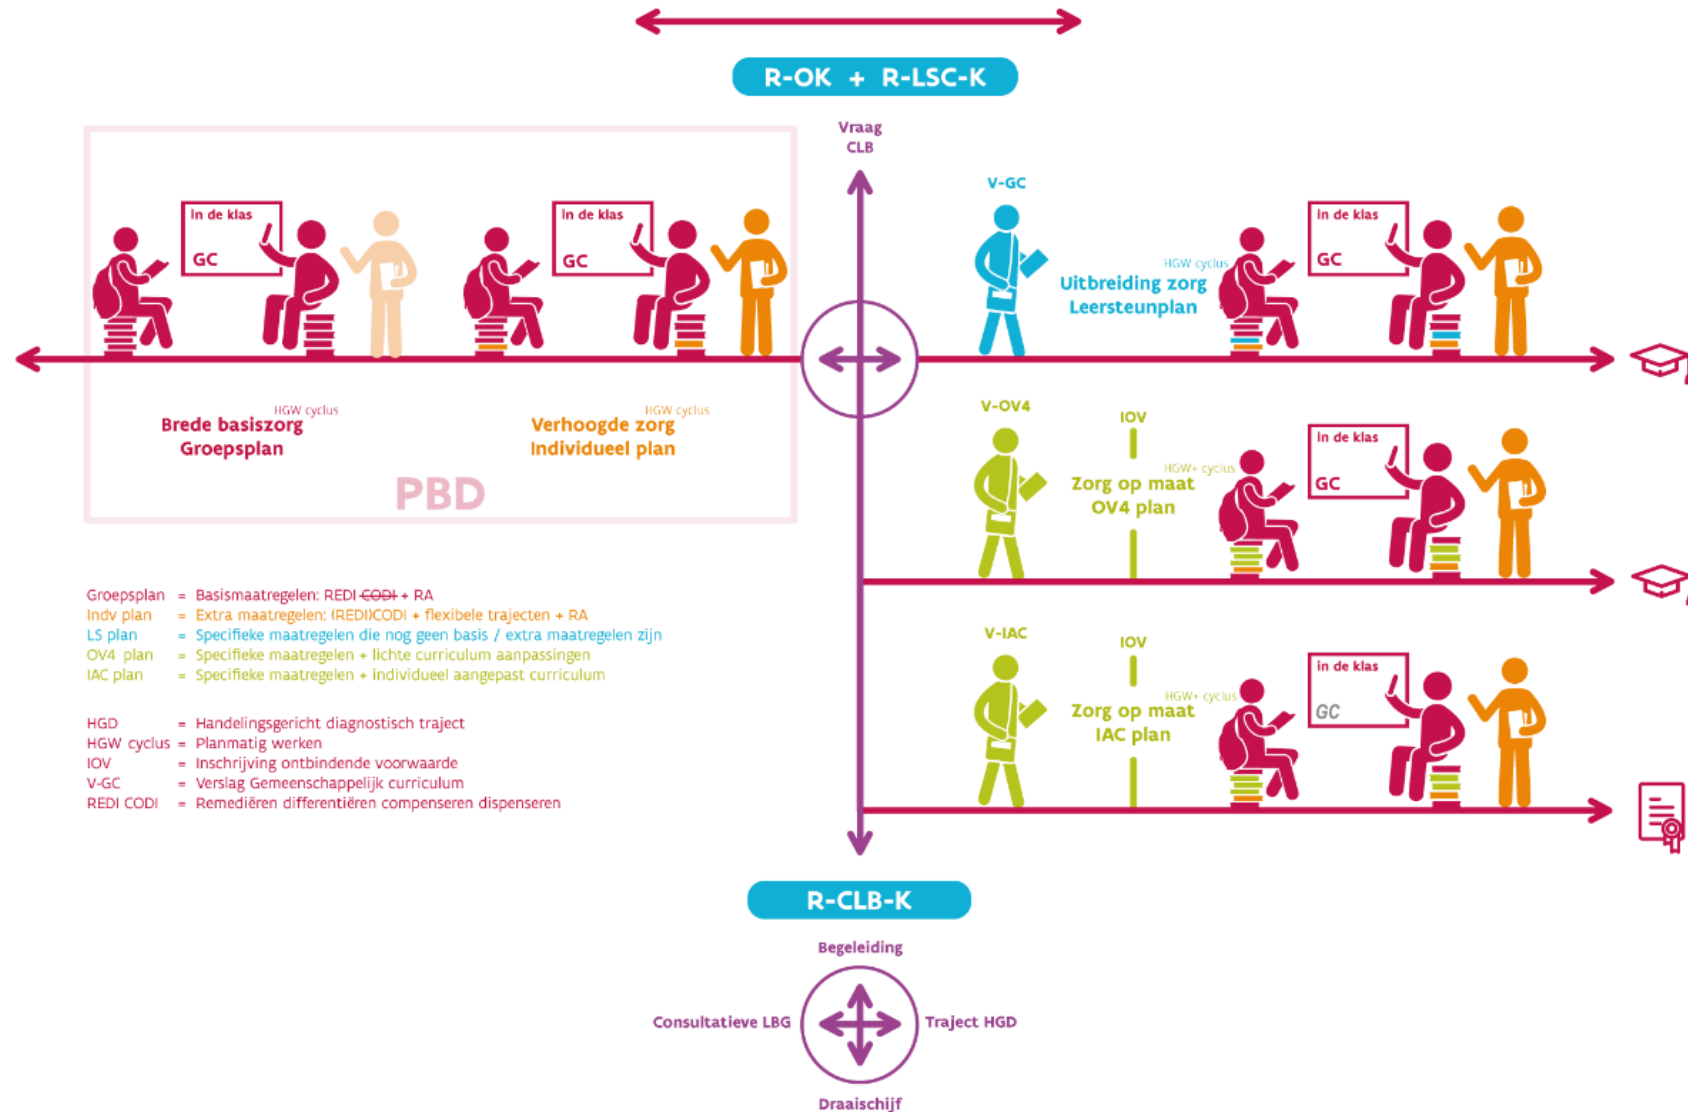 R-OK + R-LSC-K
Vraag
CLB
in de klas
GC
in de klas
GC
HGW cyclus
Brede basiszorg
Groepsplan
HGW cyclus
Verhoogde zorg
Individueel plan
PBD
V-GC
HGW cyclus
Uitbreiding zorg
Leersteunplan
in de klas
GC
V-OV4
IOV
HGW+ cyclus
Zorg op maat
OV4 plan
in de klas
GC
V-IAC
IOV
HGW+ cyclus
Zorg op maat
IAC plan
in de klas
GC
Groepsplan = Basismaatregelen: REDI CODI + RA
Indv plan = Extra maatregelen: (REDI)CODI + flexibele trajecten + RA
LS plan = Specifieke maatregelen die nog geen basis / extra maatregelen zijn
OV4 plan = Specifieke maatregelen + lichte curriculum aanpassingen
IAC plan = Specifieke maatregelen + individueel aangepast curriculum
HGD = Handelingsgericht diagnostisch traject
HGW cyclus = Planmatig werken
IOV = Inschrijving ontbindende voorwaarde
V-GC = Verslag Gemeenschappelijk curriculum
REDI CODI = Remediëren differentiëren compenseren dispenseren
R-CLB-K
Begeleiding
Consultatieve LBG
Traject HGD
Draaischijf